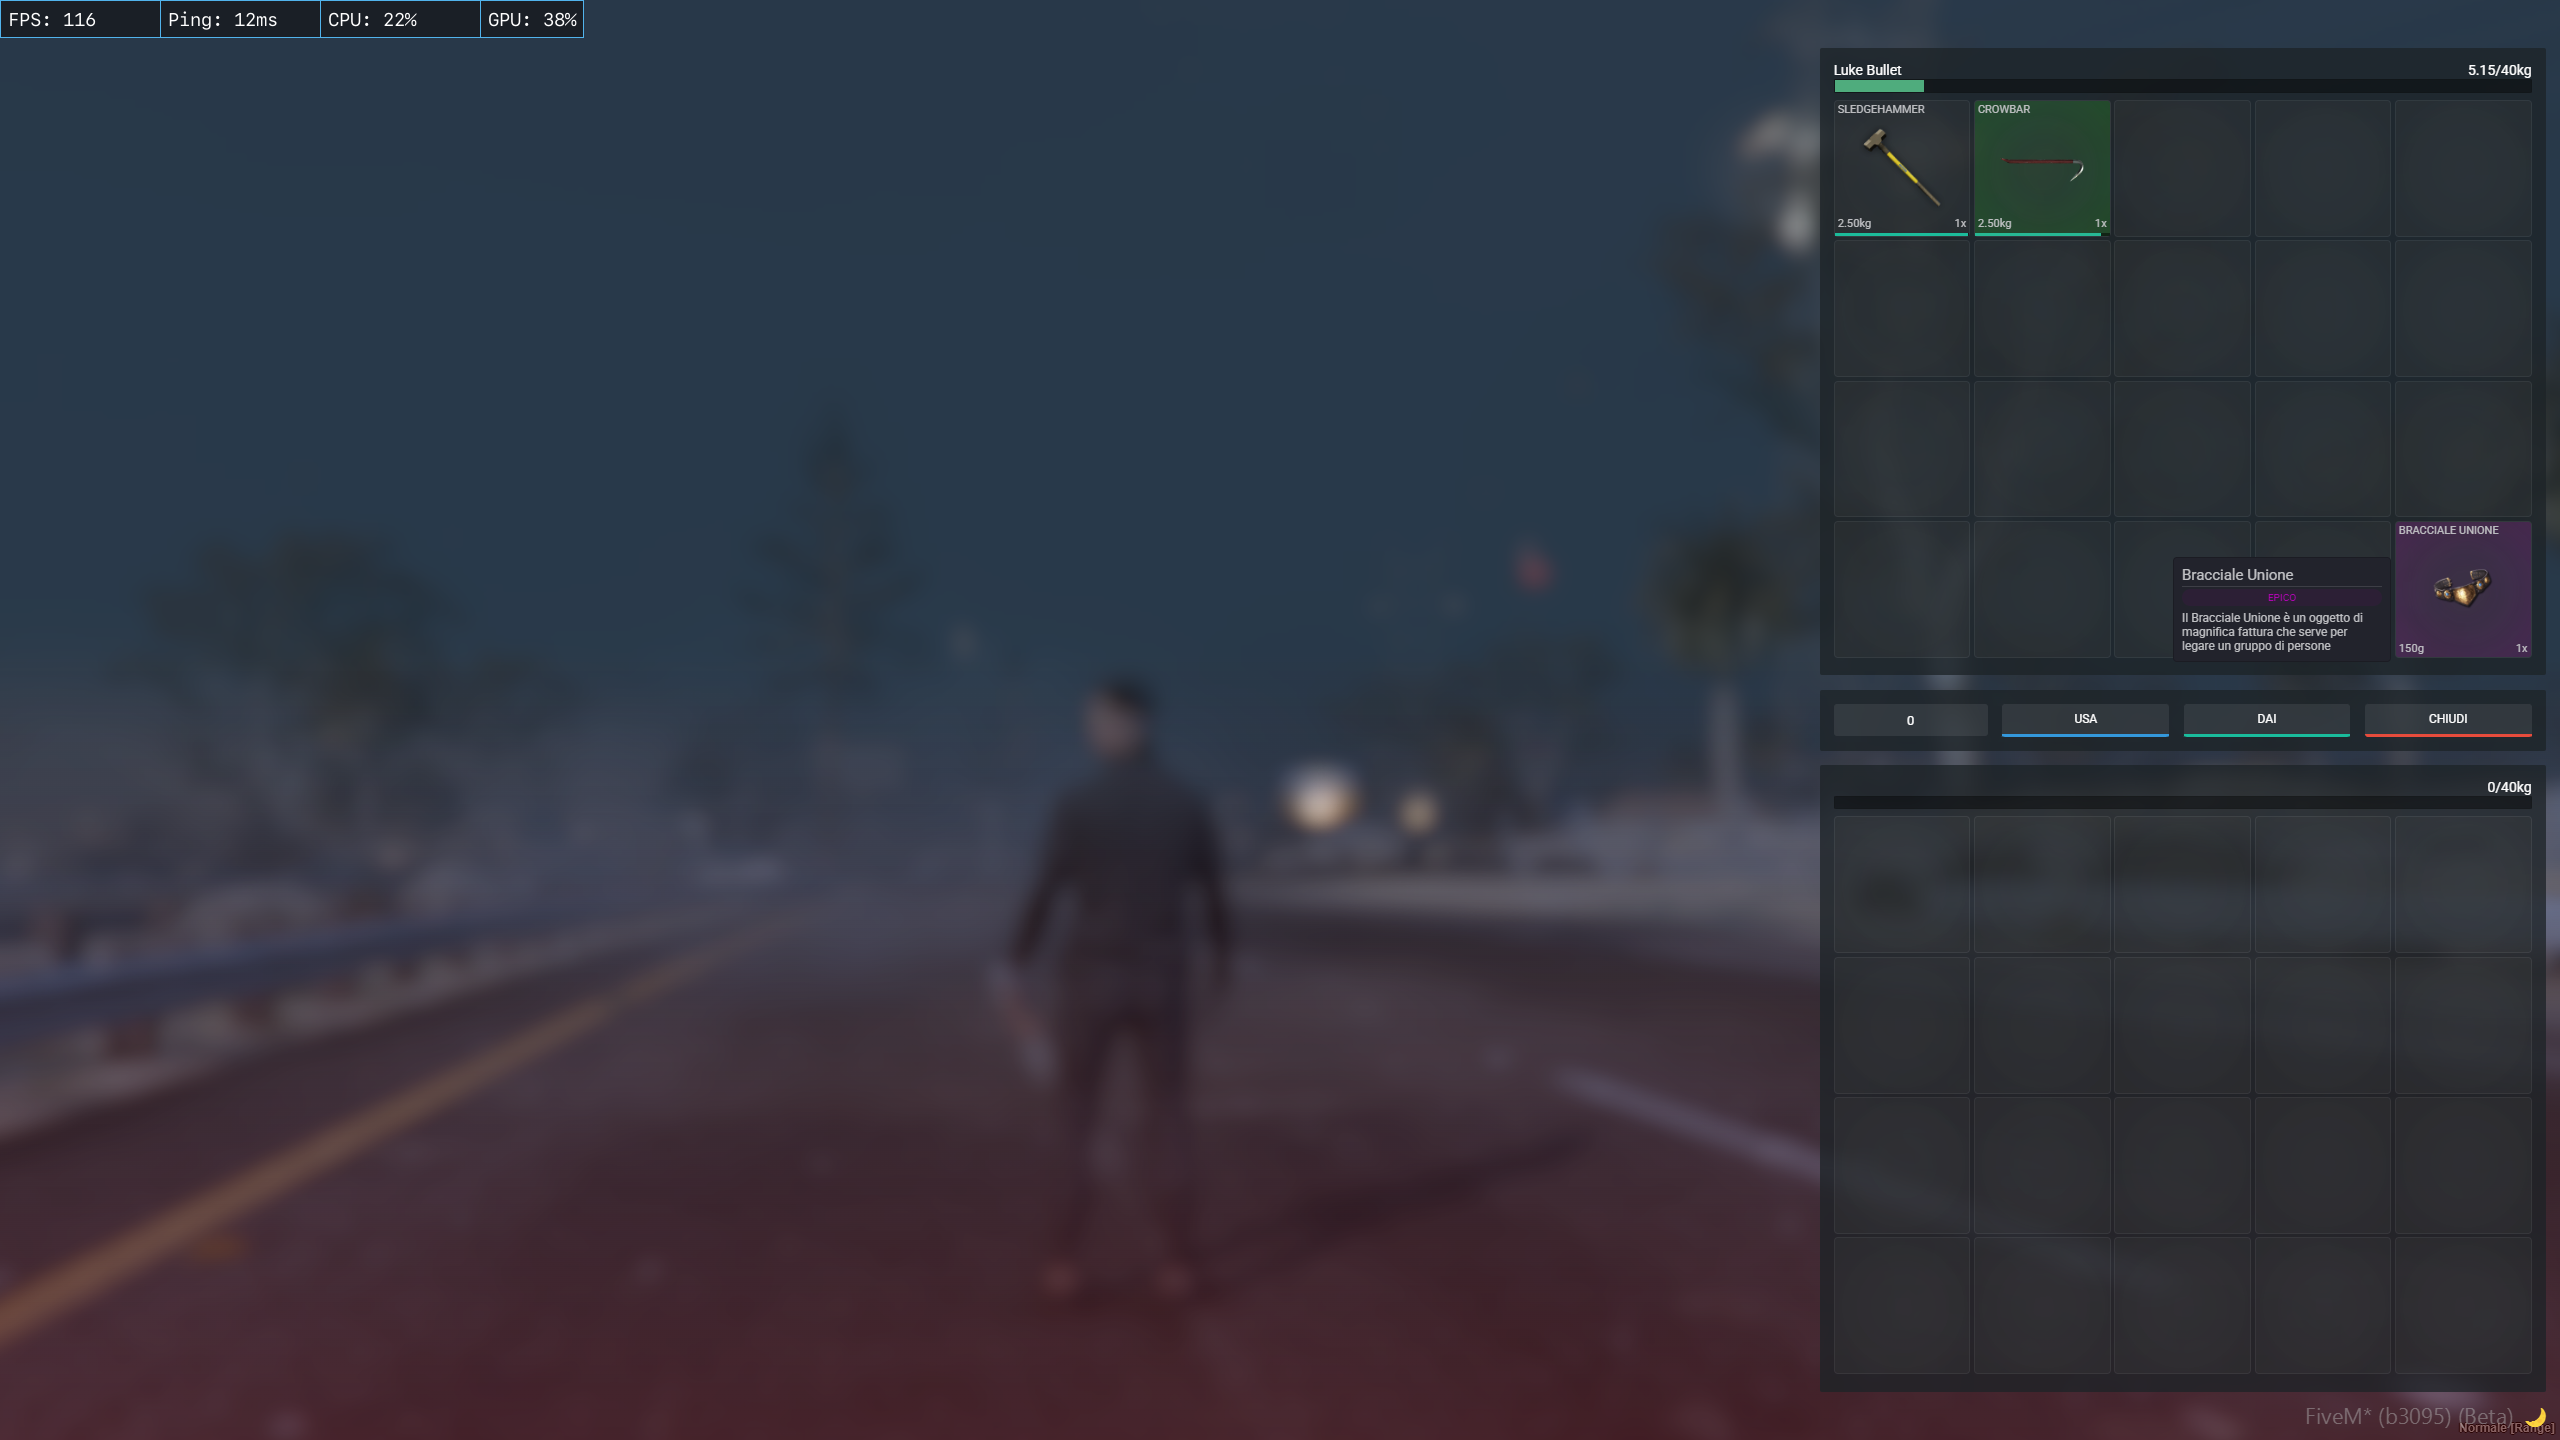 FPS: 116 Ping: 12ms CPU: 22% GPU: 38%
Luke Bullet 5.15/40kg
SLEDGEHAMMER CROWBAR
2.50kg 1x 2.50kg 1x
BRACCIALE UNIONE
Bracciale Unione
EPICO
Il Bracciale Unione è un oggetto di
magnifica fattura che serve per
legare un gruppo di persone
150g 1x
0 USA DAI CHIUDI
0/40kg
FiveM* (b3095) (Beta)
Normale [Range]